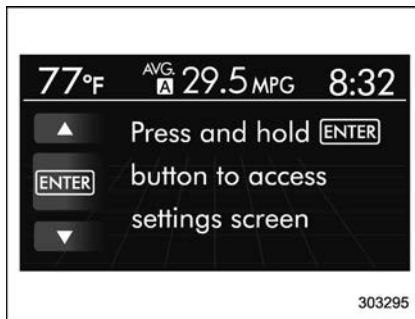 77°F AVG. A 29.5 MPG 8:32
▲ Press and hold ENTER
ENTER button to access
▼ settings screen
303295